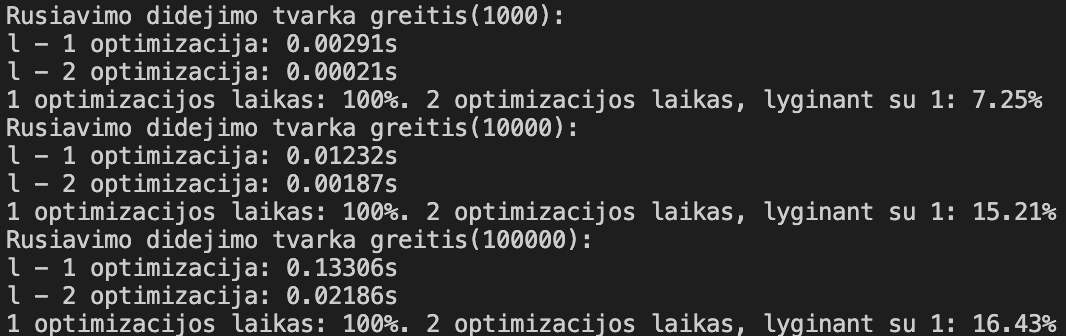 Rusiavimo didejimo tvarka greitis(1000):
l - 1 optimizacija: 0.00291s
l - 2 optimizacija: 0.00021s
1 optimizacijos laikas: 100%. 2 optimizacijos laikas, lyginant su 1: 7.25%
Rusiavimo didejimo tvarka greitis(10000):
l - 1 optimizacija: 0.01232s
l - 2 optimizacija: 0.00187s
1 optimizacijos laikas: 100%. 2 optimizacijos laikas, lyginant su 1: 15.21%
Rusiavimo didejimo tvarka greitis(100000):
l - 1 optimizacija: 0.13306s
l - 2 optimizacija: 0.02186s
1 optimizacijos laikas: 100%. 2 optimizacijos laikas, lyginant su 1: 16.43%